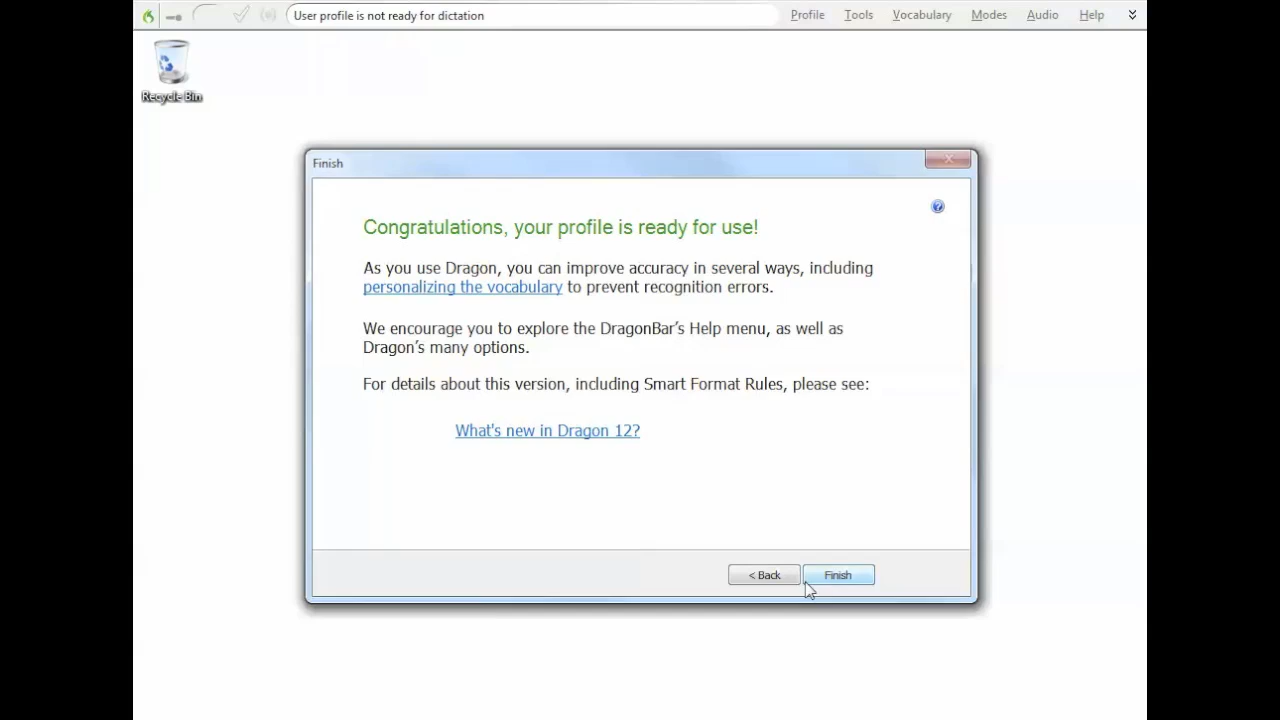 User profile is not ready for dictation Profile Tools Vocabulary Modes Audio Help
Recycle Bin
Finish
Congratulations, your profile is ready for use!
As you use Dragon, you can improve accuracy in several ways, including
personalizing the vocabulary to prevent recognition errors.
We encourage you to explore the DragonBar's Help menu, as well as
Dragon's many options.
For details about this version, including Smart Format Rules, please see:
What's new in Dragon 12?
< Back Finish